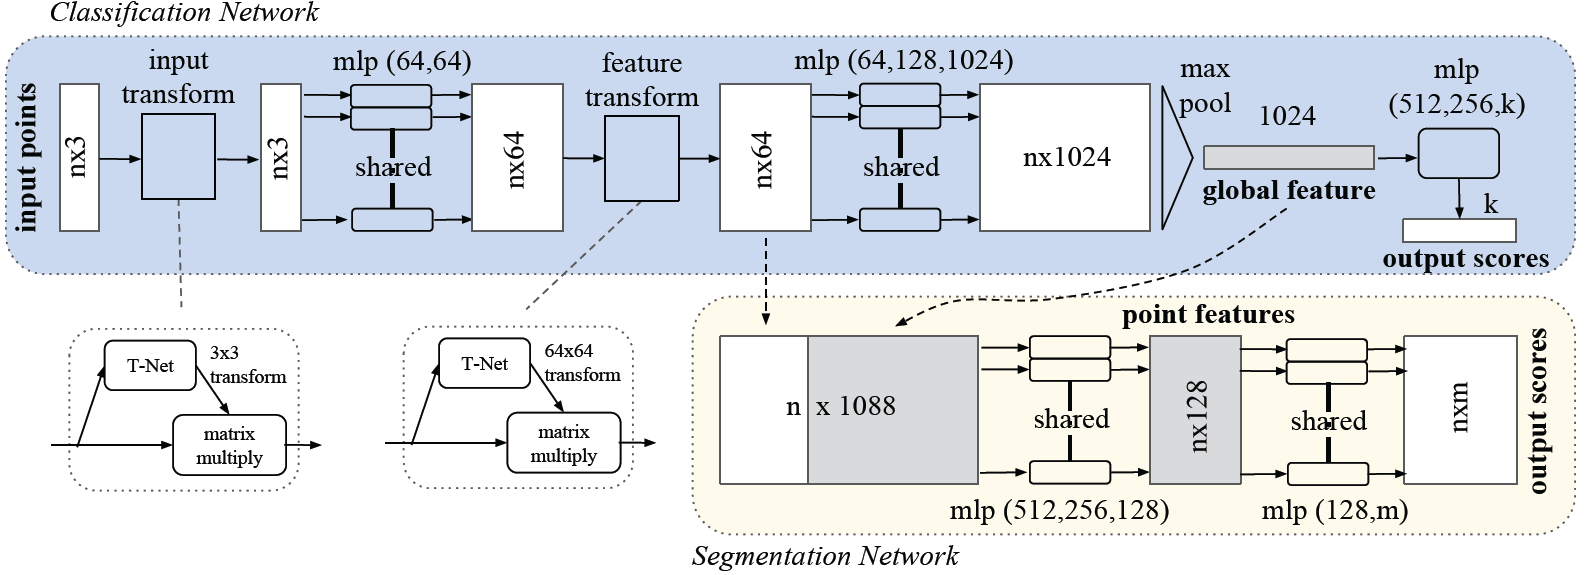 Classification Network
input points
nx3
input
transform
nx3
mlp (64,64)
shared
nx64
feature
transform
nx64
mlp (64,128,1024)
shared
nx1024
max
pool
1024
global feature
mlp
(512,256,k)
k
output scores
T-Net
3x3
transform
matrix
multiply
T-Net
64x64
transform
matrix
multiply
n x 1088
shared
mlp (512,256,128)
point features
nx128
shared
mlp (128,m)
nxm
output scores
Segmentation Network